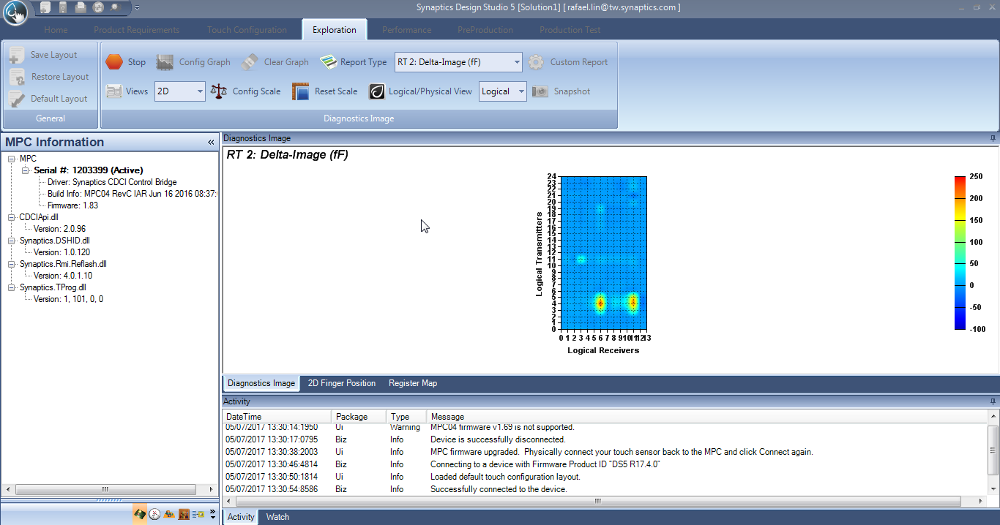 Synaptics Design Studio 5 [Solution1] [ rafael.lin@tw.synaptics.com ]
Home Product Requirements Touch Configuration Exploration Performance PreProduction Production Test
Save Layout
Restore Layout
Default Layout
General
Stop Config Graph Clear Graph Report Type RT 2: Delta-Image (fF) Custom Report
Views 2D Config Scale Reset Scale Logical/Physical View Logical Snapshot
Diagnostics Image
MPC Information «
MPC
Serial #: 1203399 (Active)
Driver: Synaptics CDCI Control Bridge
Build Info: MPC04 RevC IAR Jun 16 2016 08:37:
Firmware: 1.83
CDCIApi.dll
Version: 2.0.96
Synaptics.DSHID.dll
Version: 1.0.120
Synaptics.Rmi.Reflash.dll
Version: 4.0.1.10
Synaptics.TProg.dll
Version: 1, 101, 0, 0
Diagnostics Image
RT 2: Delta-Image (fF)
Logical Transmitters
24
23
22
21
20
19
18
17
16
15
14
13
12
11
10
9
8
7
6
5
4
3
2
1
0
0 1 2 3 4 5 6 7 8 9 10 11 12 13
Logical Receivers
250
200
150
100
50
0
-50
-100
Diagnostics Image 2D Finger Position Register Map
Activity
DateTime Package Type Message
05/07/2017 13:30:14:1950 Ui Warning MPC04 firmware v1.69 is not supported.
05/07/2017 13:30:17:0795 Biz Info Device is successfully disconnected.
05/07/2017 13:30:38:2003 Ui Info MPC firmware upgraded. Physically connect your touch sensor back to the MPC and click Connect again.
05/07/2017 13:30:46:4814 Biz Info Connecting to a device with Firmware Product ID "DS5 R17.4.0"
05/07/2017 13:30:50:1814 Ui Info Loaded default touch configuration layout.
05/07/2017 13:30:54:8586 Biz Info Successfully connected to the device.
Activity Watch